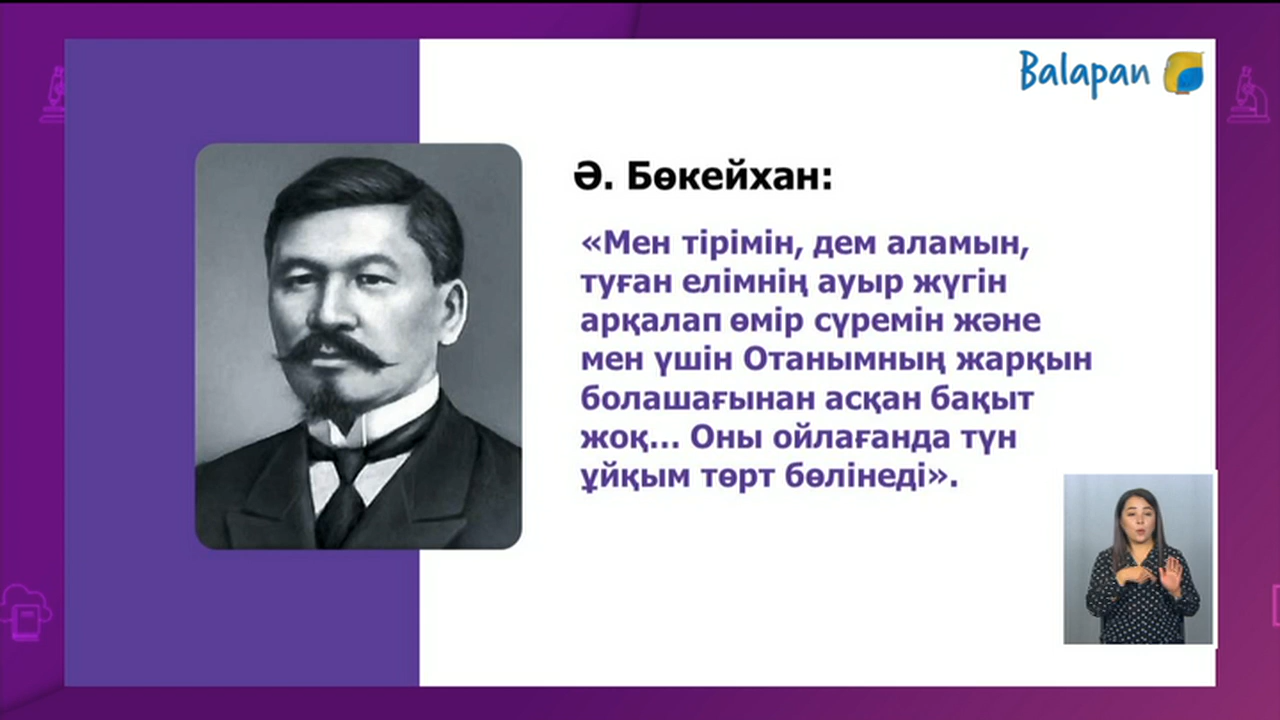 Balapan
Ә. Бөкейхан:
«Мен тірімін, дем аламын,
туған елімнің ауыр жүгін
арқалап өмір сүремін және
мен үшін Отанымның жарқын
болашағынан асқан бақыт
жоқ... Оны ойлағанда түн
ұйқым төрт бөлінеді».